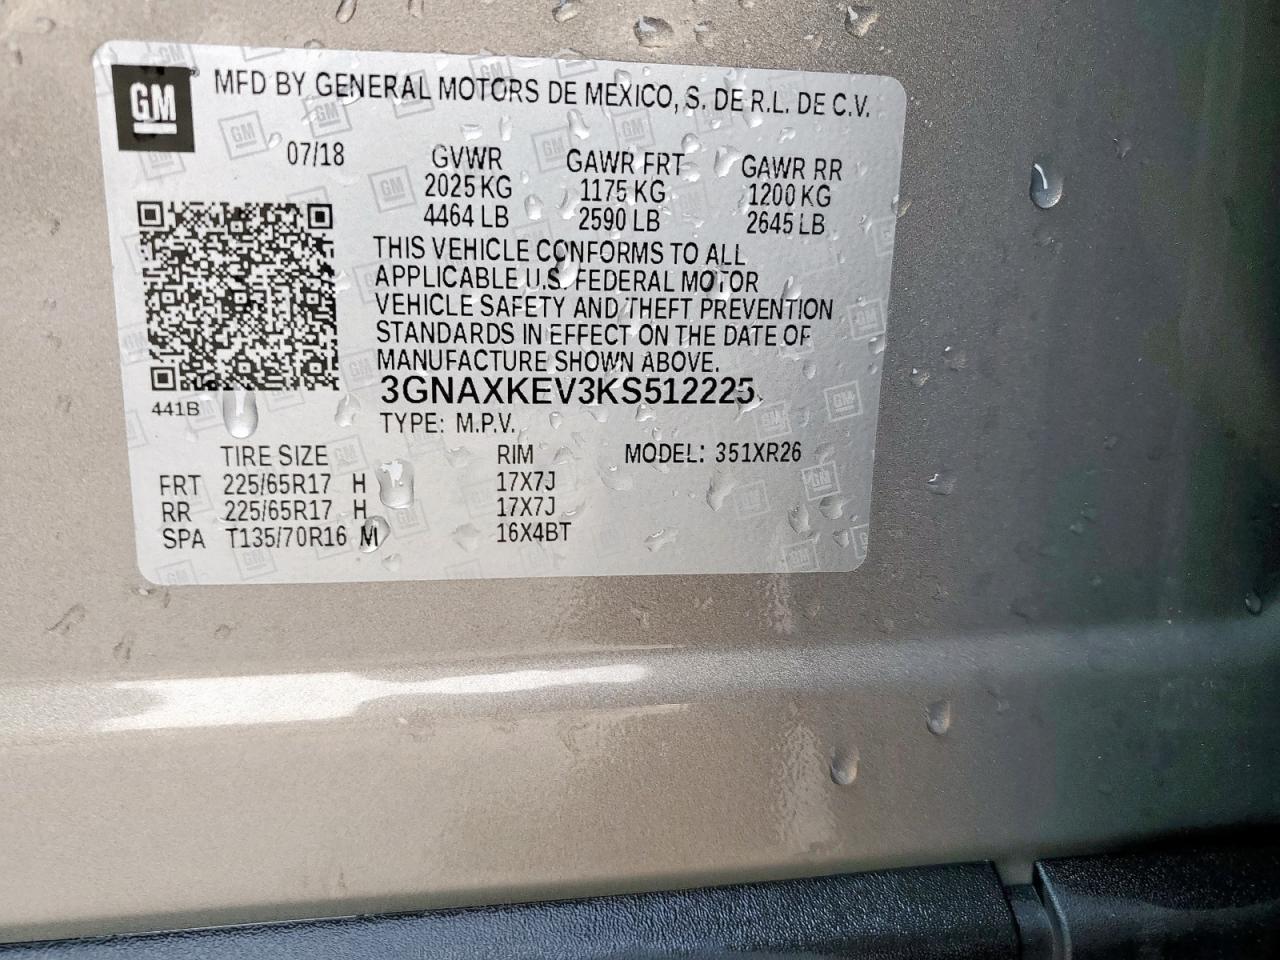 GM MFD BY GENERAL MOTORS DE MEXICO, S. DE R.L. DE C.V.
07/18 GVWR GAWR FRT GAWR RR
2025 KG 1175 KG 1200 KG
4464 LB 2590 LB 2645 LB
THIS VEHICLE CONFORMS TO ALL
APPLICABLE U.S. FEDERAL MOTOR
VEHICLE SAFETY AND THEFT PREVENTION
STANDARDS IN EFFECT ON THE DATE OF
MANUFACTURE SHOWN ABOVE.
3GNAXKEV3KS512225
441B
TYPE: M.P.V.
TIRE SIZE RIM MODEL: 351XR26
FRT 225/65R17 H 17X7J
RR 225/65R17 H 17X7J
SPA T135/70R16 M 16X4BT